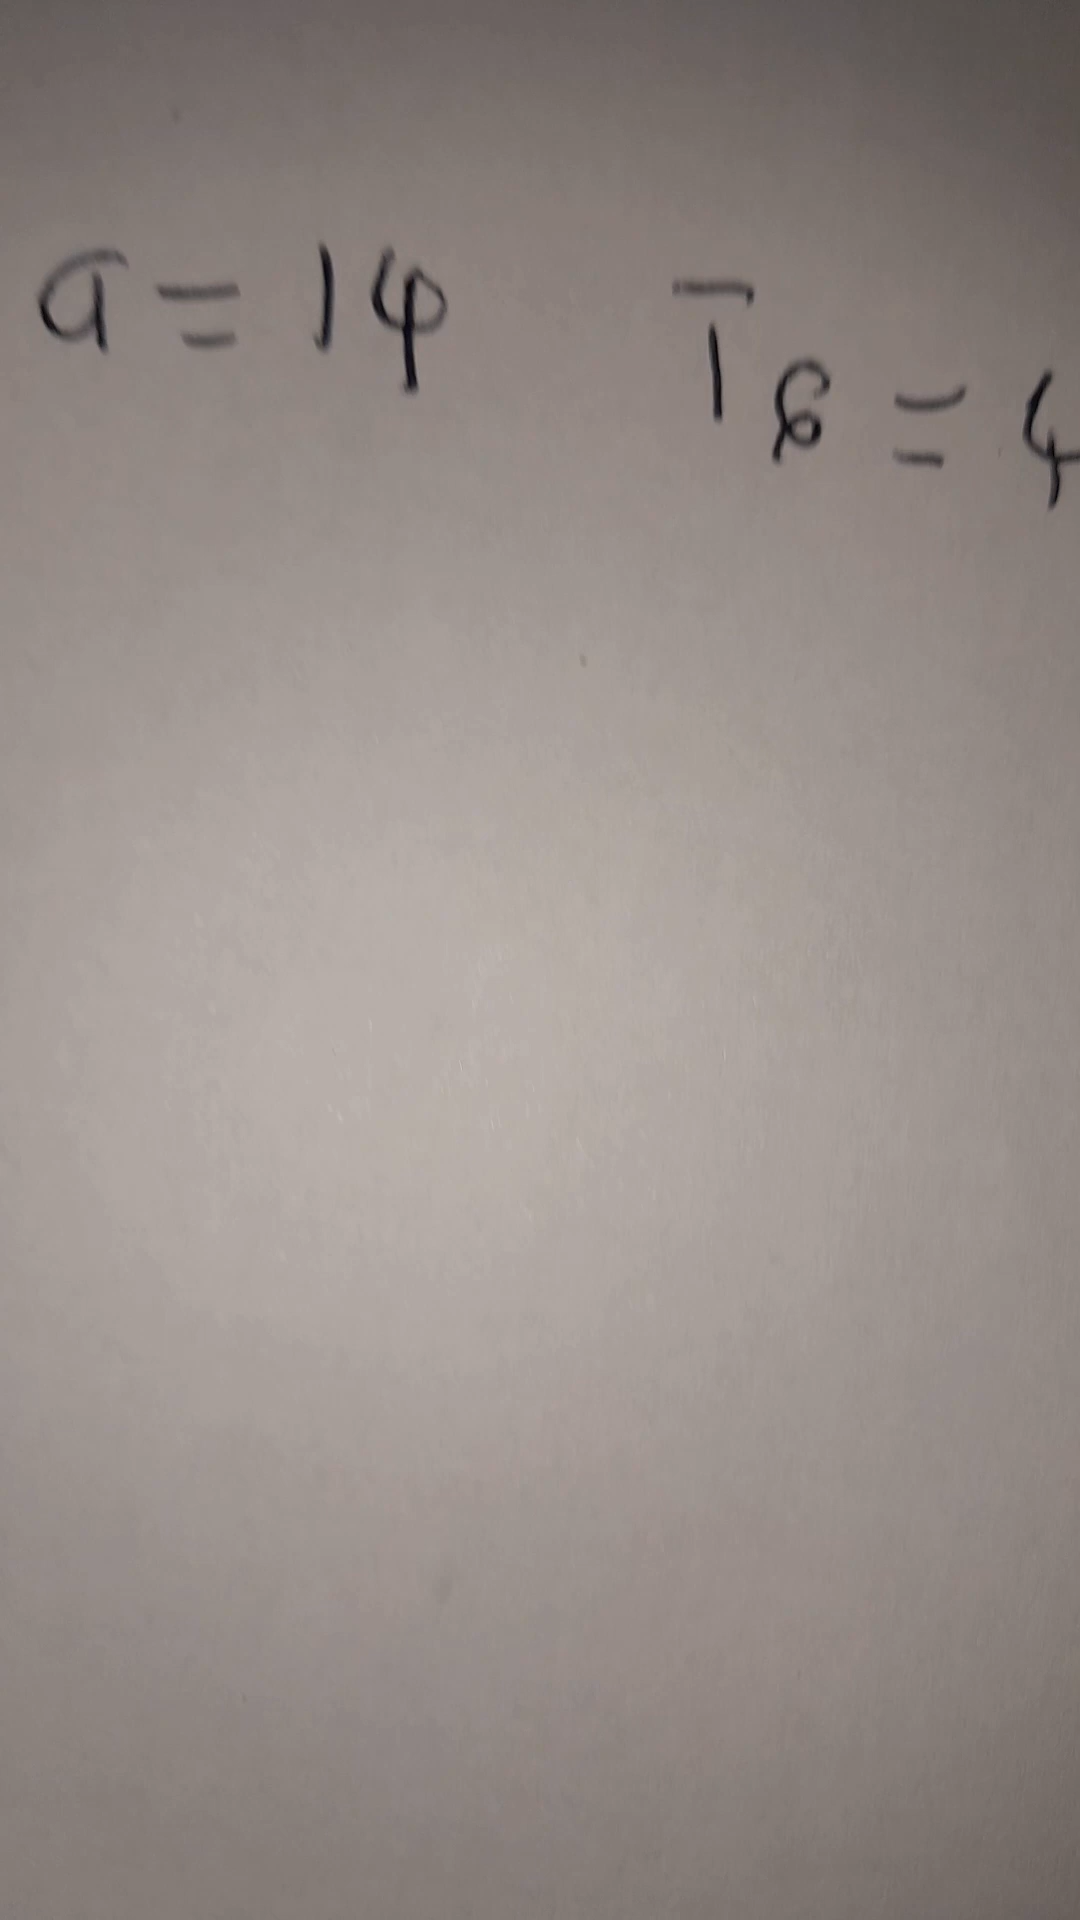 a = 14 T₈ = 4